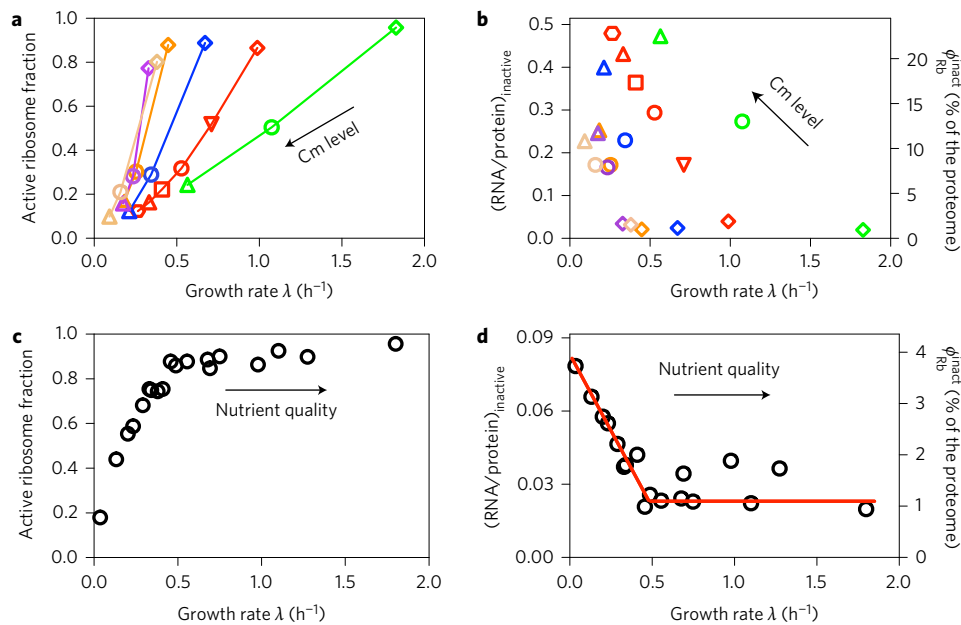 a
Active ribosome fraction
1.0
0.8
0.6
0.4
0.2
0.0
Cm level
0.0 0.5 1.0 1.5 2.0
Growth rate λ (h⁻¹)
b
(RNA/protein)inactive
0.5
0.4
0.3
0.2
0.1
0.0
Cm level
20
15
10
5
0
ϕ^inact_Rb (% of the proteome)
0.0 0.5 1.0 1.5 2.0
Growth rate λ (h⁻¹)
c
Active ribosome fraction
1.0
0.8
0.6
0.4
0.2
0.0
Nutrient quality
0.0 0.5 1.0 1.5 2.0
Growth rate λ (h⁻¹)
d
(RNA/protein)inactive
0.09
0.06
0.03
0.00
Nutrient quality
4
3
2
1
0
ϕ^inact_Rb (% of the proteome)
0.0 0.5 1.0 1.5 2.0
Growth rate λ (h⁻¹)